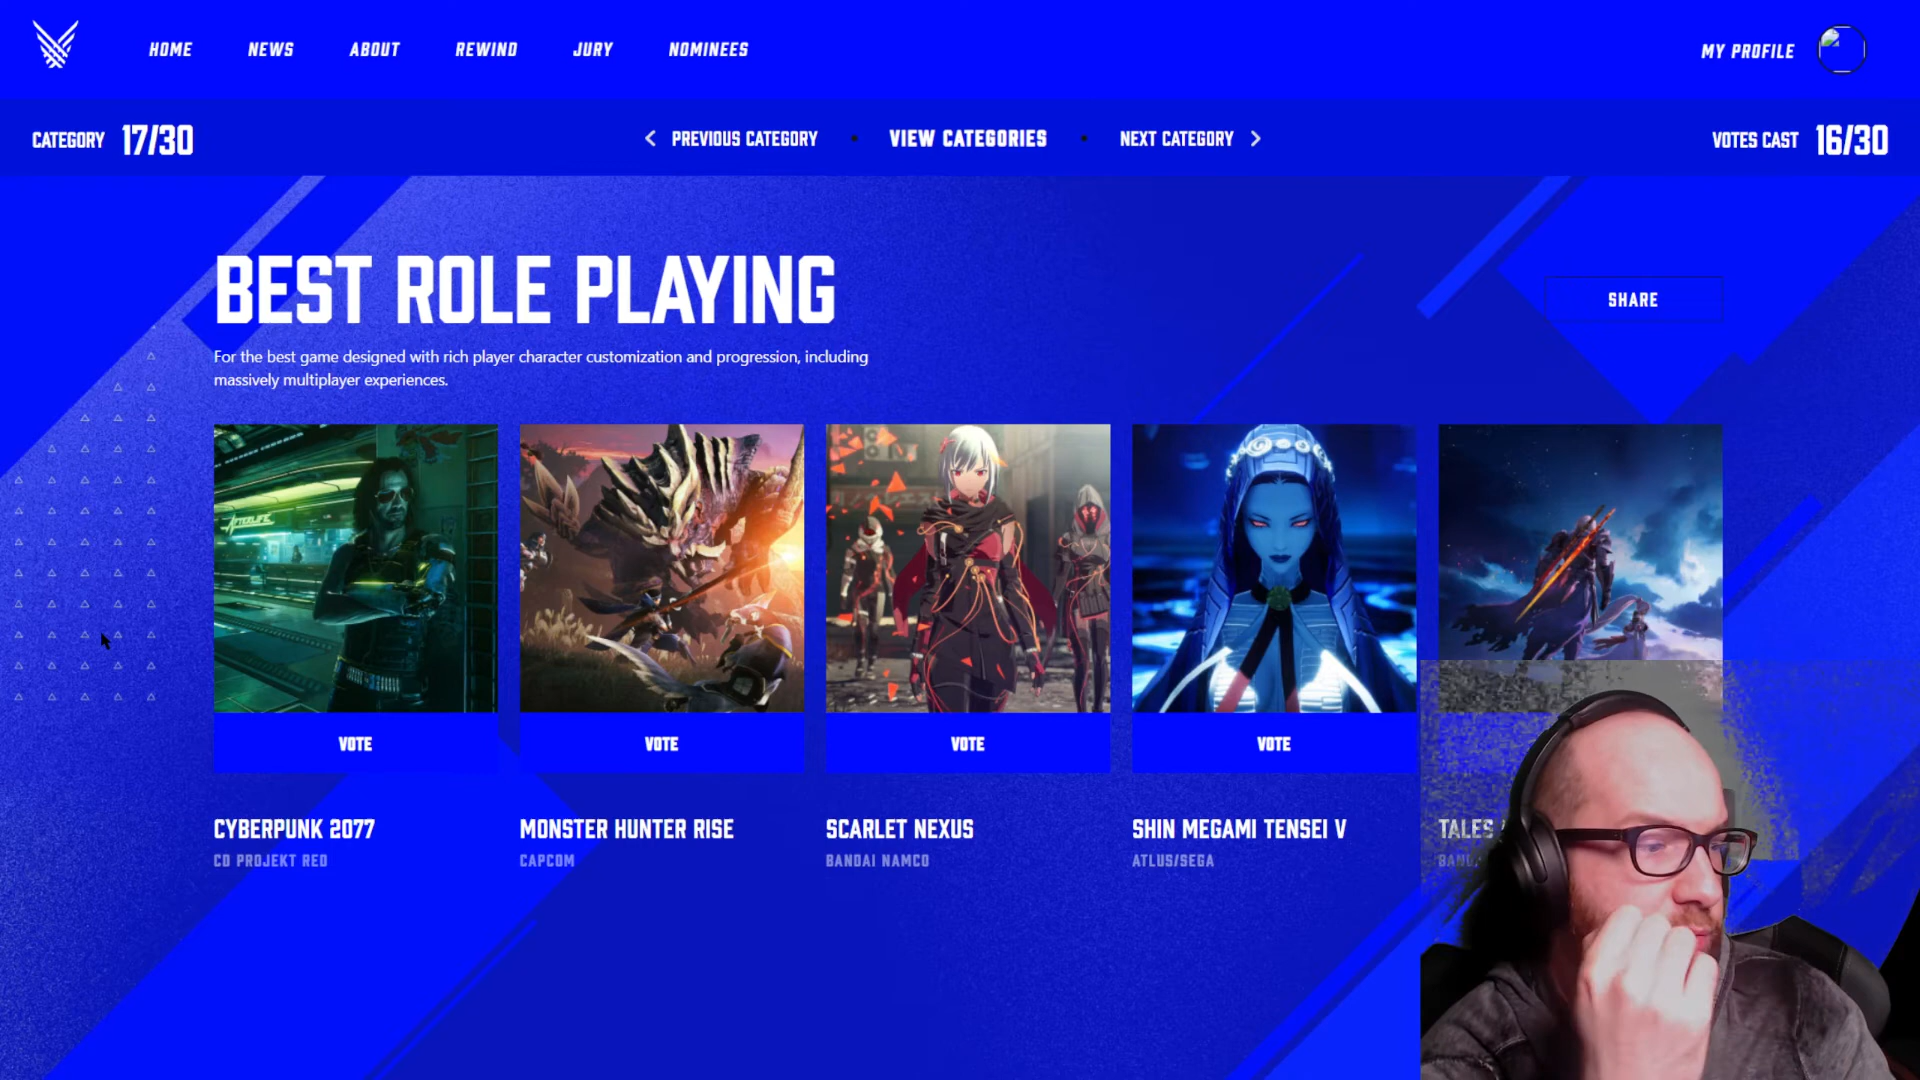 HOME NEWS ABOUT REWIND JURY NOMINEES MY PROFILE
CATEGORY 17/30 PREVIOUS CATEGORY VIEW CATEGORIES NEXT CATEGORY VOTES CAST 16/30
BEST ROLE PLAYING
SHARE
For the best game designed with rich player character customization and progression, including
massively multiplayer experiences.
AFTERLIFE
VOTE VOTE VOTE VOTE
CYBERPUNK 2077 MONSTER HUNTER RISE SCARLET NEXUS SHIN MEGAMI TENSEI V TALES
CD PROJEKT RED CAPCOM BANDAI NAMCO ATLUS/SEGA